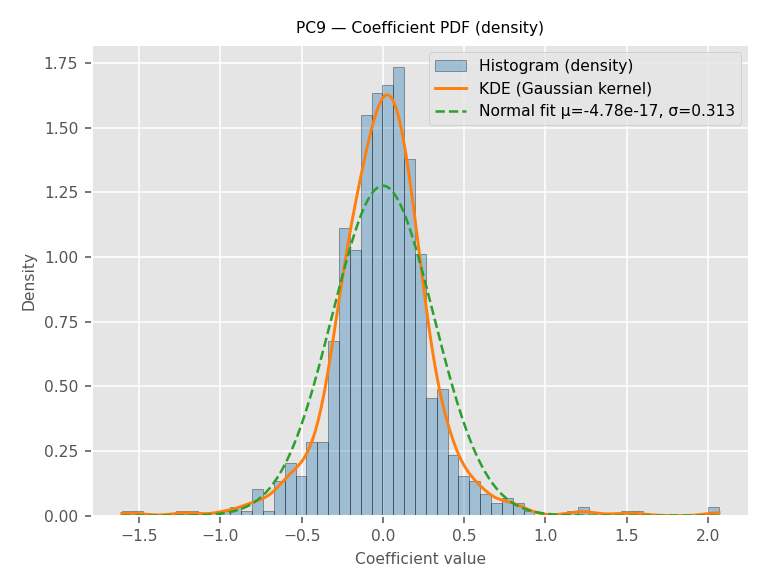 PC9 — Coefficient PDF (density)
Histogram (density)
KDE (Gaussian kernel)
Normal fit μ=-4.78e-17, σ=0.313
1.75
1.50
1.25
1.00
0.75
0.50
0.25
0.00
Density
−1.5 −1.0 −0.5 0.0 0.5 1.0 1.5 2.0
Coefficient value